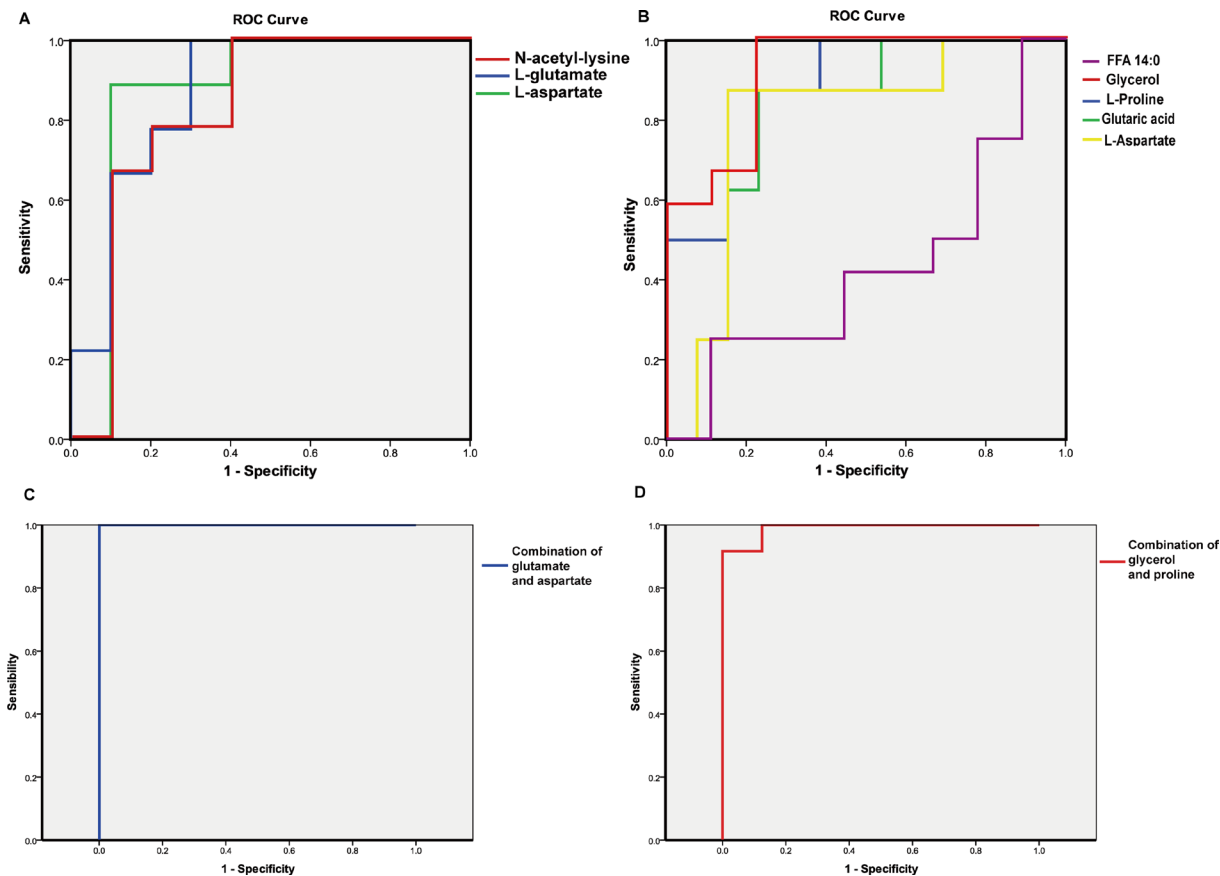 A
ROC Curve
1.0
0.8
0.6
0.4
0.2
0.0
Sensitivity
0.0
0.2
0.4
0.6
0.8
1.0
1 - Specificity
N-acetyl-lysine
L-glutamate
L-aspartate
B
ROC Curve
1.0
0.8
0.6
0.4
0.2
0.0
Sensitivity
0.0
0.2
0.4
0.6
0.8
1.0
1 - Specificity
FFA 14:0
Glycerol
L-Proline
Glutaric acid
L-Aspartate
C
1.0
0.8
0.6
0.4
0.2
0.0
Sensibility
0.0
0.2
0.4
0.6
0.8
1.0
1 - Specificity
Combination of
glutamate
and aspartate
D
1.0
0.8
0.6
0.4
0.2
0.0
Sensitivity
0.0
0.2
0.4
0.6
0.8
1.0
1 - Specificity
Combination of
glycerol
and proline